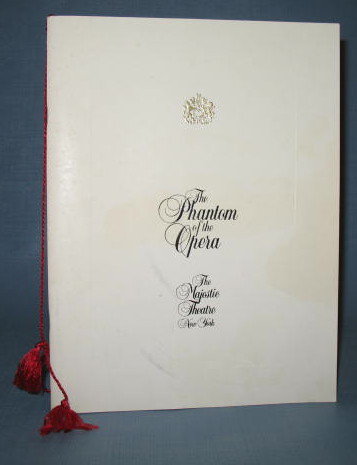 The
Phantom
of the
Opera
The
Majestic
Theatre
New York